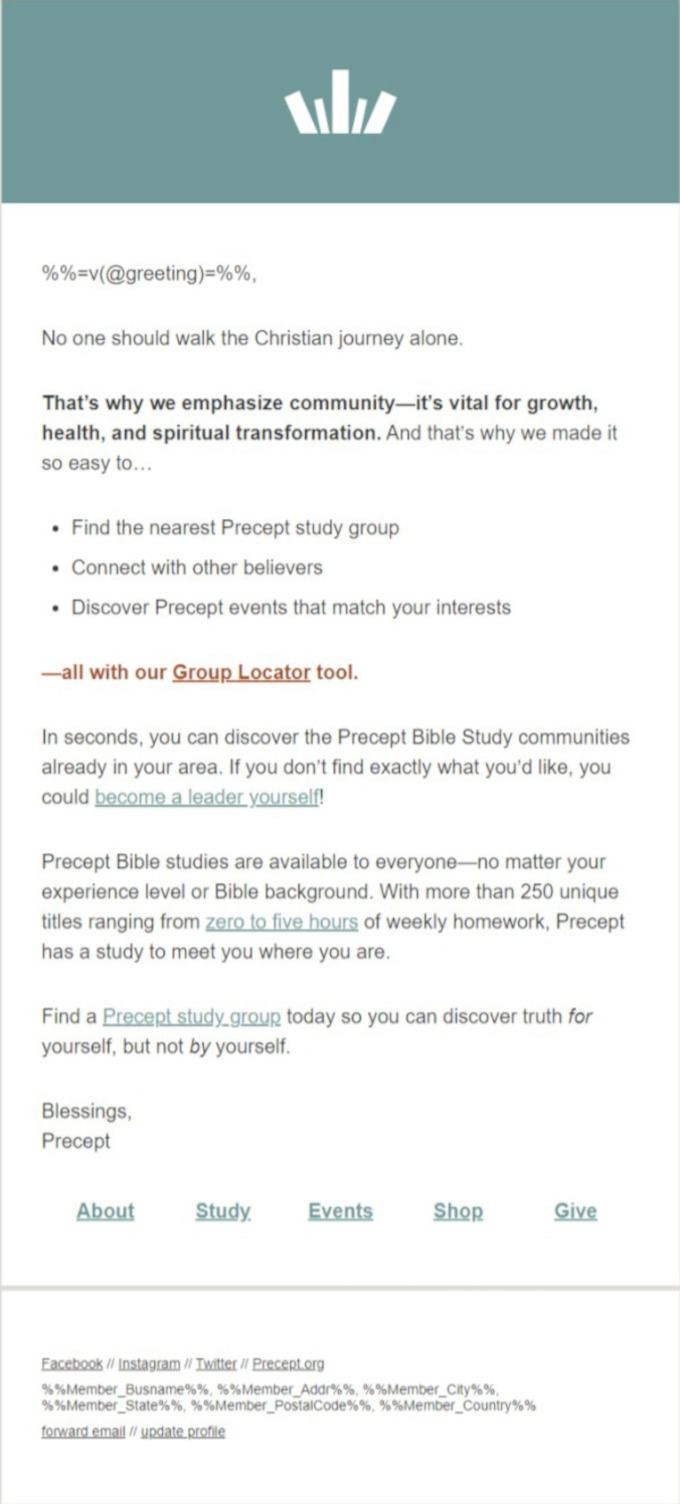 %%=v(@greeting)=%%,
No one should walk the Christian journey alone.
That's why we emphasize community—it's vital for growth,
health, and spiritual transformation. And that's why we made it
so easy to…
• Find the nearest Precept study group
• Connect with other believers
• Discover Precept events that match your interests
—all with our Group Locator tool.
In seconds, you can discover the Precept Bible Study communities
already in your area. If you don't find exactly what you'd like, you
could become a leader yourself!
Precept Bible studies are available to everyone—no matter your
experience level or Bible background. With more than 250 unique
titles ranging from zero to five hours of weekly homework, Precept
has a study to meet you where you are.
Find a Precept study group today so you can discover truth for
yourself, but not by yourself.
Blessings,
Precept
About Study Events Shop Give
Facebook // Instagram // Twitter // Precept.org
%%Member_Busname%%, %%Member_Addr%%, %%Member_City%%,
%%Member_State%%, %%Member_PostalCode%%, %%Member_Country%%
forward email // update profile